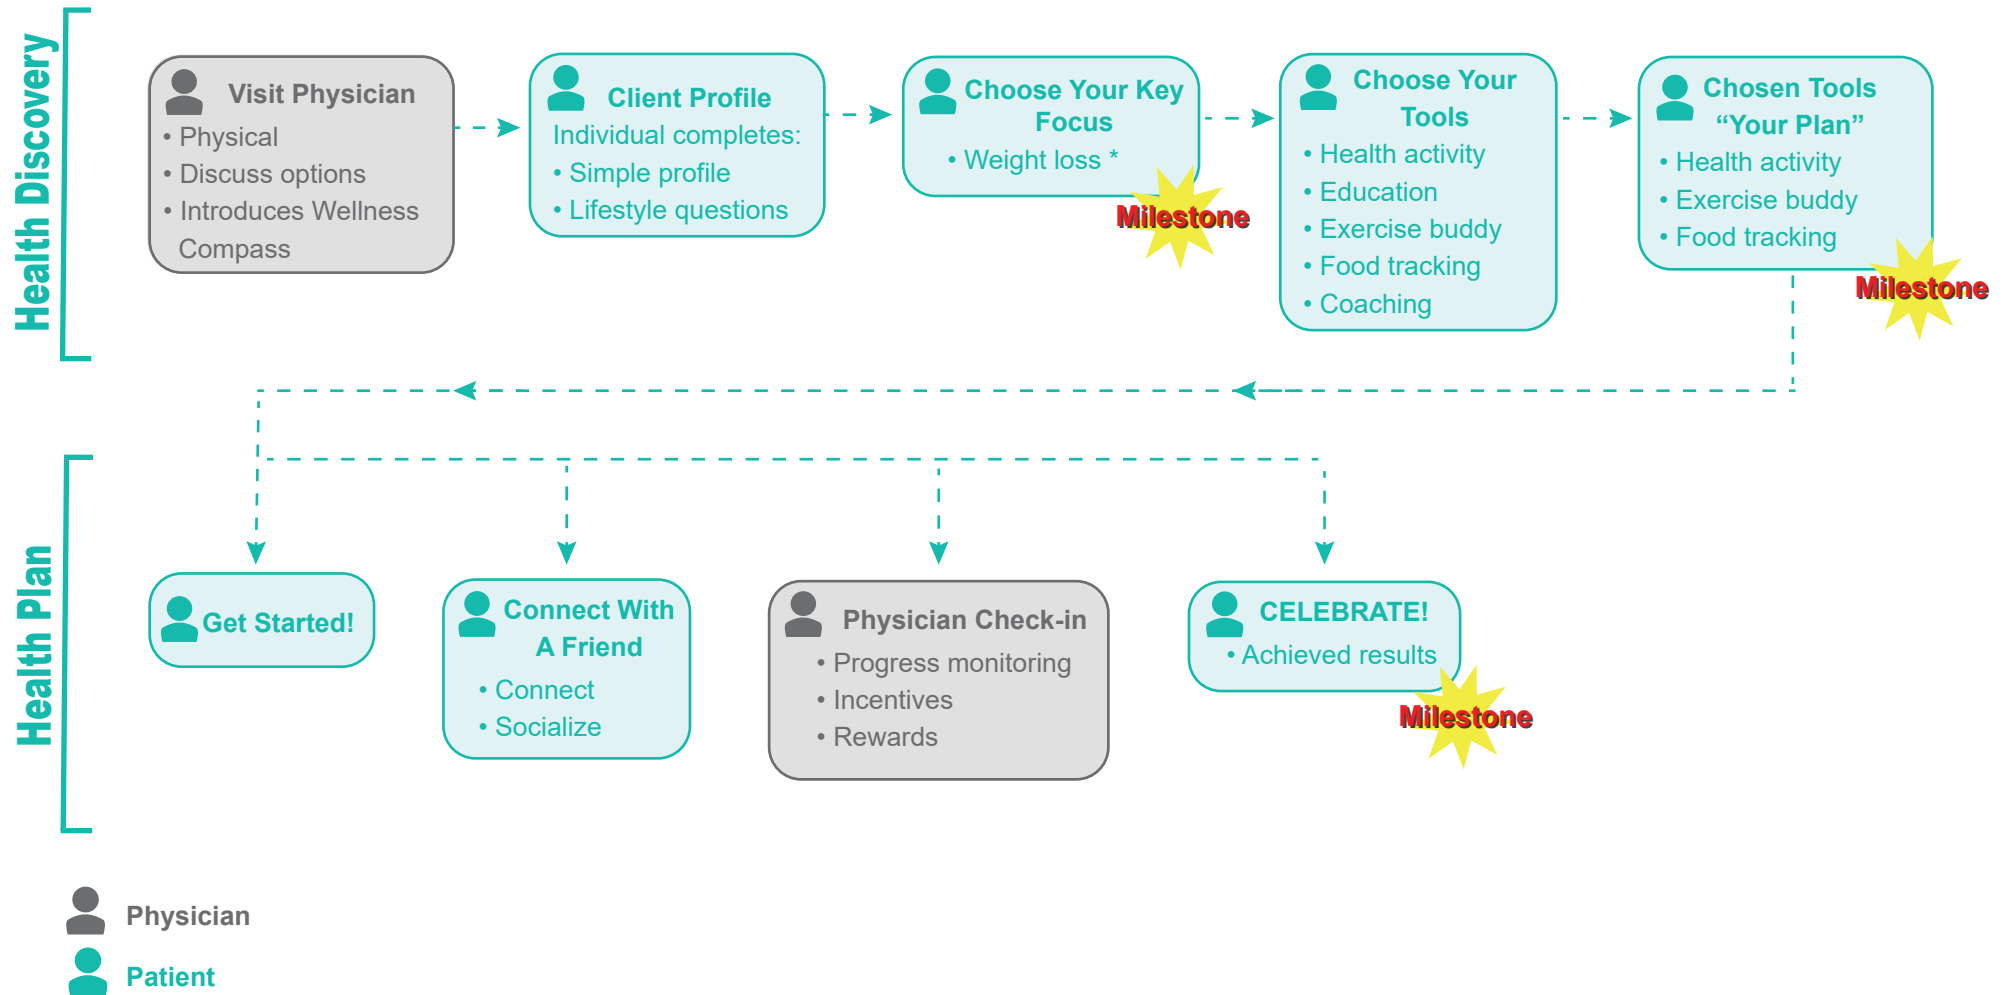 Health Discovery
Visit Physician
• Physical
• Discuss options
• Introduces Wellness
Compass
Client Profile
Individual completes:
• Simple profile
• Lifestyle questions
Choose Your Key
Focus
• Weight loss *
Milestone
Choose Your
Tools
• Health activity
• Education
• Exercise buddy
• Food tracking
• Coaching
Chosen Tools
“Your Plan”
• Health activity
• Exercise buddy
• Food tracking
Milestone
Health Plan
Get Started!
Connect With
A Friend
• Connect
• Socialize
Physician Check-in
• Progress monitoring
• Incentives
• Rewards
CELEBRATE!
• Achieved results
Milestone
Physician
Patient